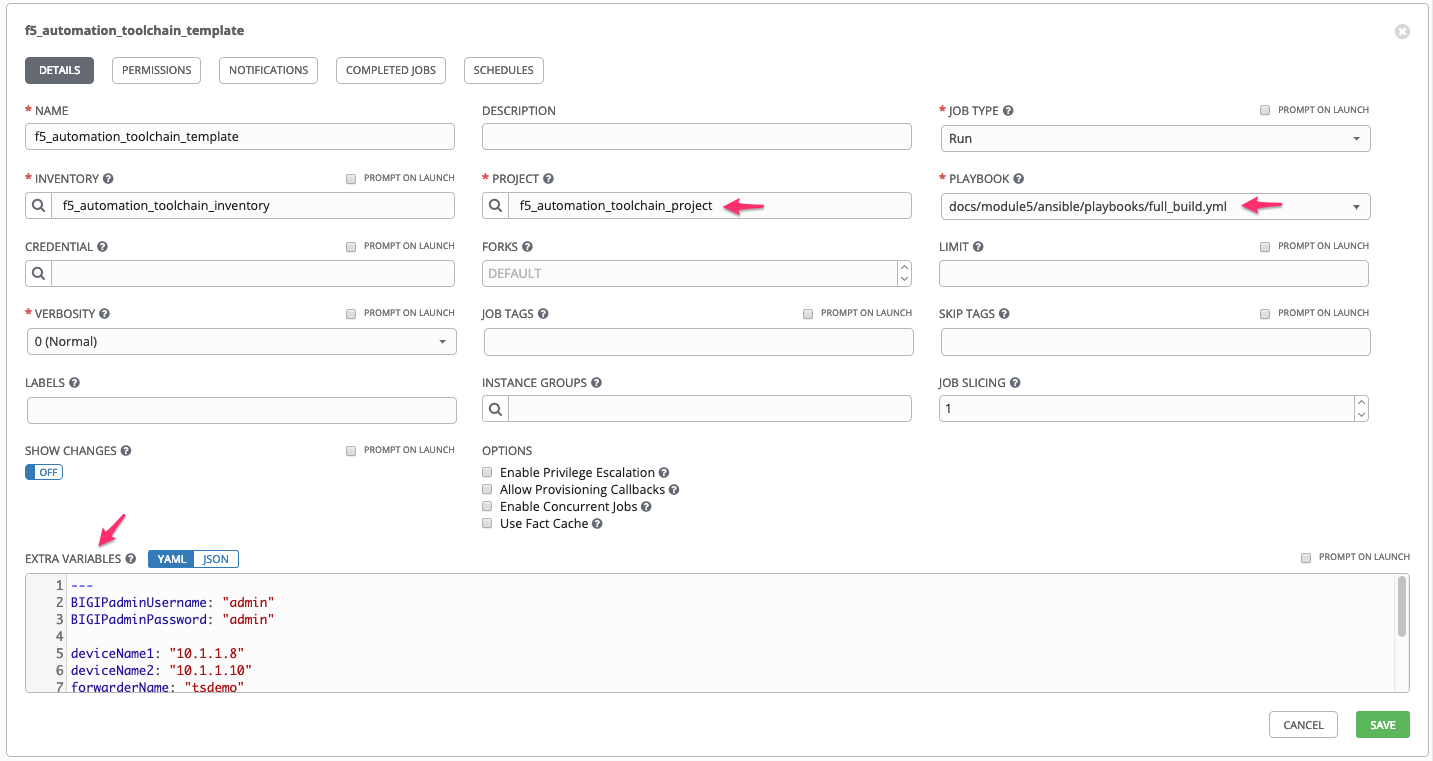 f5_automation_toolchain_template
DETAILS PERMISSIONS NOTIFICATIONS COMPLETED JOBS SCHEDULES
* NAME DESCRIPTION * JOB TYPE PROMPT ON LAUNCH
f5_automation_toolchain_template Run
* INVENTORY PROMPT ON LAUNCH * PROJECT * PLAYBOOK
f5_automation_toolchain_inventory f5_automation_toolchain_project docs/module5/ansible/playbooks/full_build.yml
CREDENTIAL PROMPT ON LAUNCH FORKS LIMIT PROMPT ON LAUNCH
DEFAULT
* VERBOSITY PROMPT ON LAUNCH JOB TAGS PROMPT ON LAUNCH SKIP TAGS PROMPT ON LAUNCH
0 (Normal)
LABELS INSTANCE GROUPS JOB SLICING
1
SHOW CHANGES PROMPT ON LAUNCH OPTIONS
OFF Enable Privilege Escalation
Allow Provisioning Callbacks
Enable Concurrent Jobs
Use Fact Cache
EXTRA VARIABLES YAML JSON PROMPT ON LAUNCH
1 ---
2 BIGIPadminUsername: "admin"
3 BIGIPadminPassword: "admin"
4
5 deviceName1: "10.1.1.8"
6 deviceName2: "10.1.1.10"
7 forwarderName: "tsdemo"
CANCEL SAVE